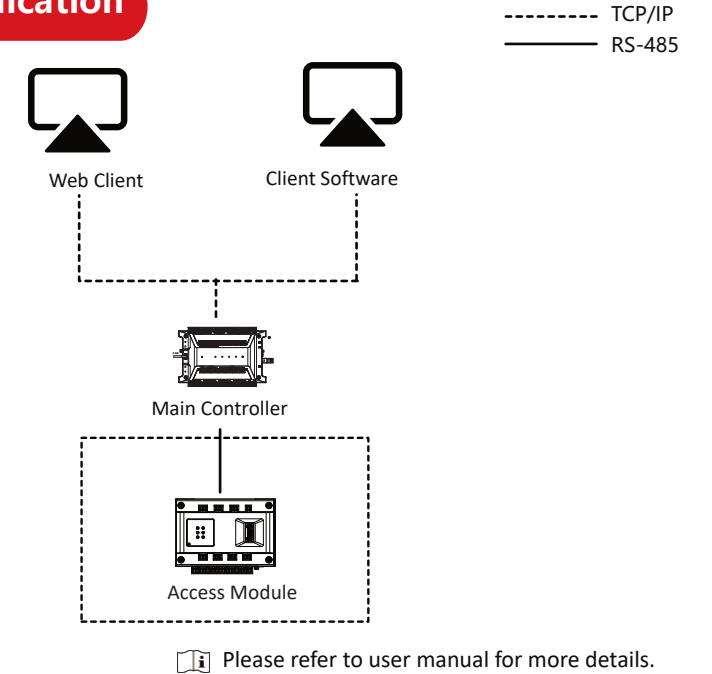 ication
TCP/IP
RS-485
Web Client
Client Software
Main Controller
Access Module
Please refer to user manual for more details.